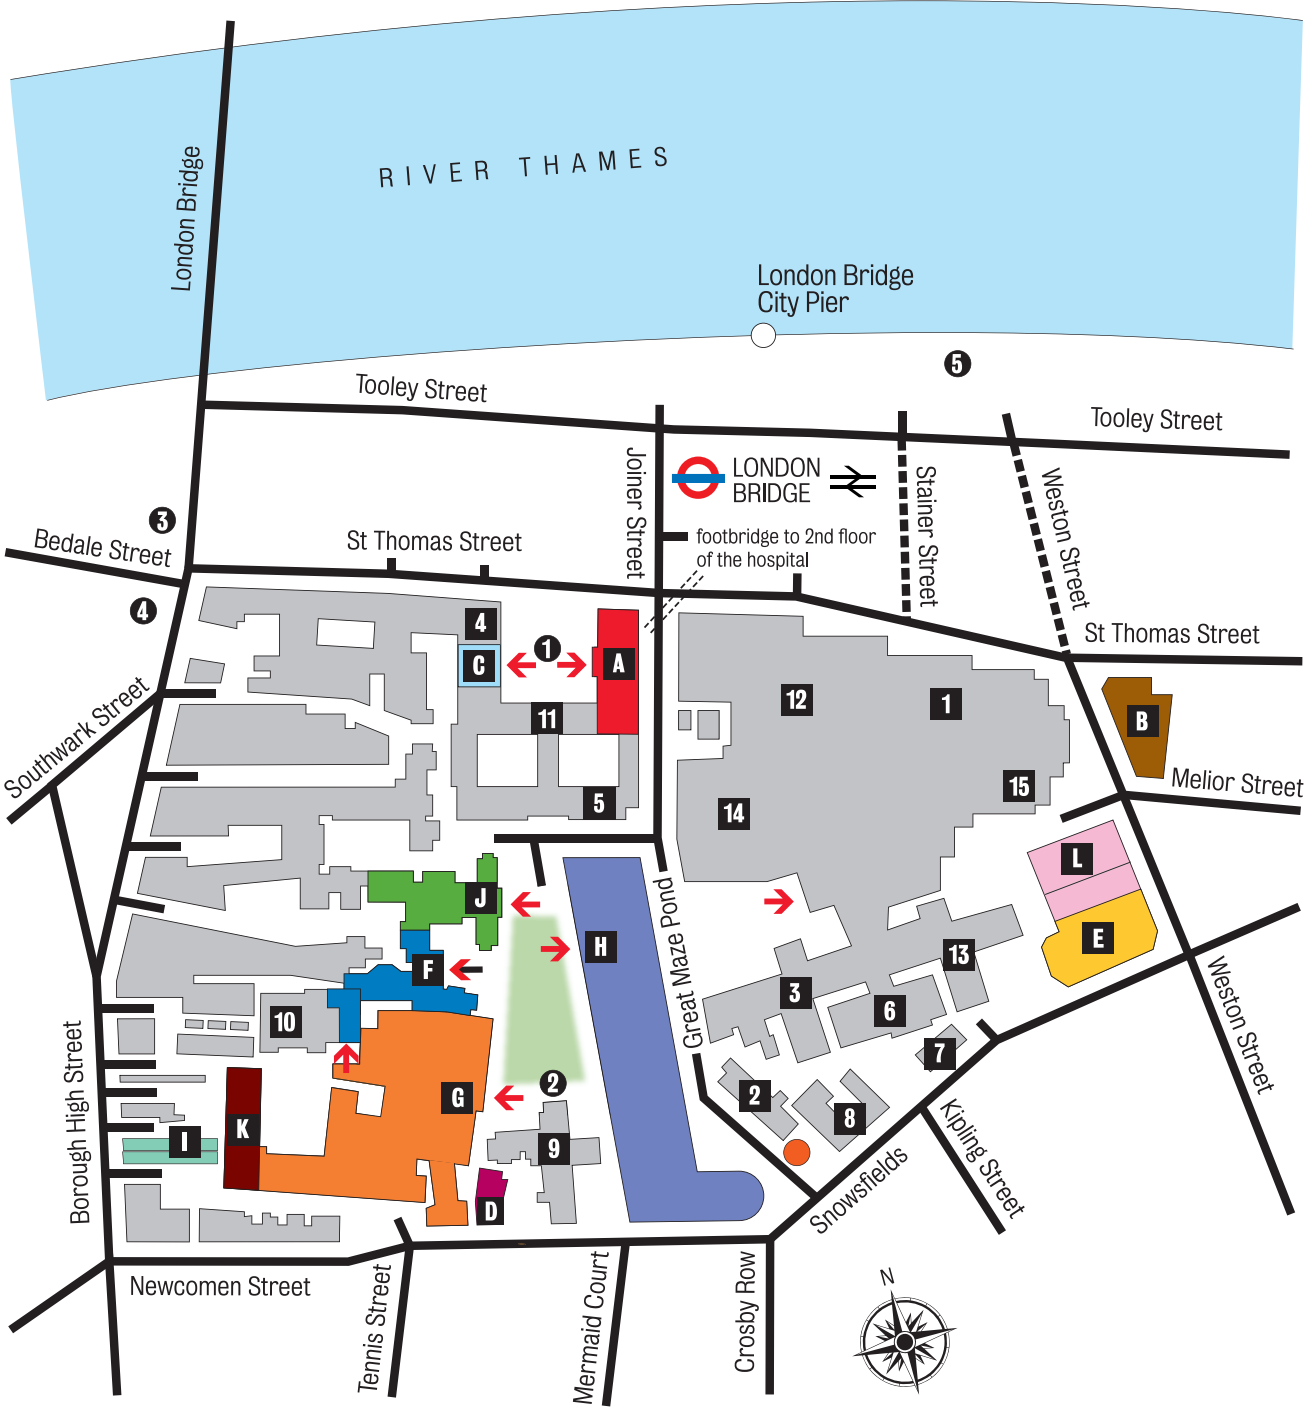 RIVER THAMES
London Bridge
London Bridge
City Pier
5
Tooley Street
Tooley Street
Joiner Street
LONDON
BRIDGE
Stainer Street
Weston Street
3
Bedale Street
St Thomas Street
footbridge to 2nd floor
of the hospital
4
4
1
C
A
St Thomas Street
Southwark Street
11
12
1
B
5
14
15
Melior Street
J
L
H
Great Maze Pond
E
F
13
3
6
10
7
Weston Street
Borough High Street
G
2
2
8
K
I
9
Kipling Street
D
Snowsfields
Newcomen Street
Tennis Street
Mermaid Court
Crosby Row
N